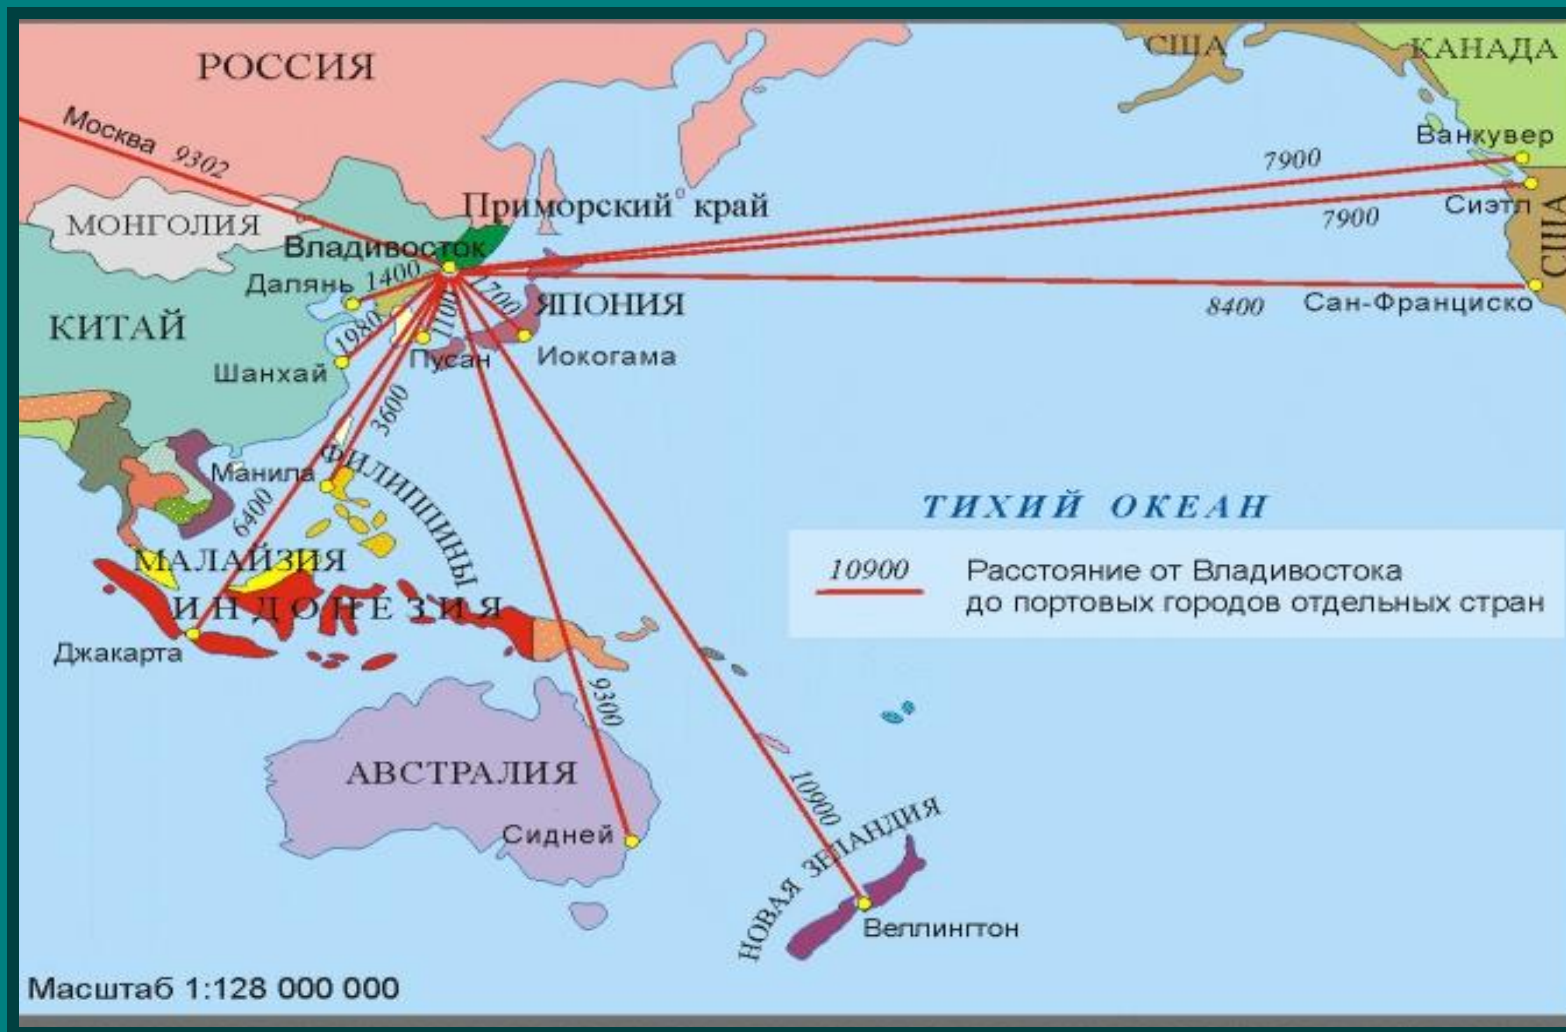 РОССИЯ
США
КАНАДА
Москва 9302
Ванкувер
7900
Приморский край
Сиэтл
7900
США
МОНГОЛИЯ
Владивосток
Далянь 1400
1700
ЯПОНИЯ
8400
Сан-Франциско
КИТАЙ
1980
1100
Пусан
Иокогама
Шанхай
3600
Манила
ФИЛИППИНЫ
6400
ТИХИЙ ОКЕАН
МАЛАЙЗИЯ
10900
Расстояние от Владивостока
до портовых городов отдельных стран
ИНДОНЕЗИЯ
Джакарта
9300
АВСТРАЛИЯ
10900
Сидней
НОВАЯ ЗЕЛАНДИЯ
Веллингтон
Масштаб 1:128 000 000